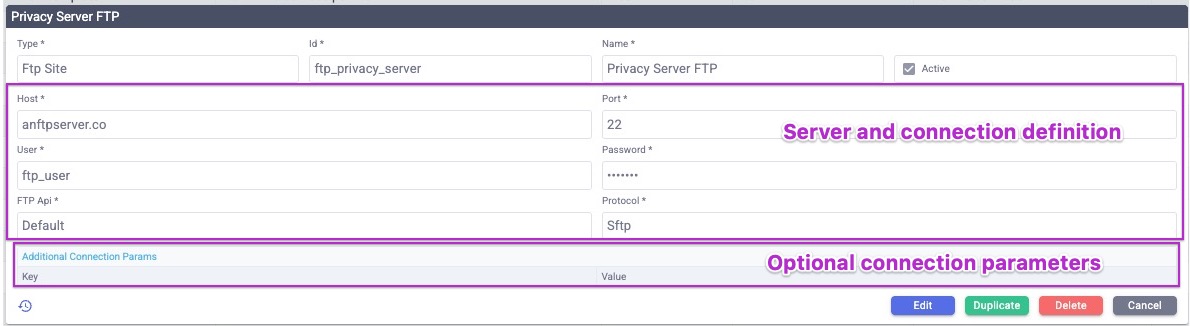 Privacy Server FTP
Type * Id * Name *
Ftp Site ftp_privacy_server Privacy Server FTP Active
Host * Port *
anftpserver.co 22 Server and connection definition
User * Password *
ftp_user •••••••
FTP Api * Protocol *
Default Sftp
Additional Connection Params Optional connection parameters
Key Value
Edit Duplicate Delete Cancel